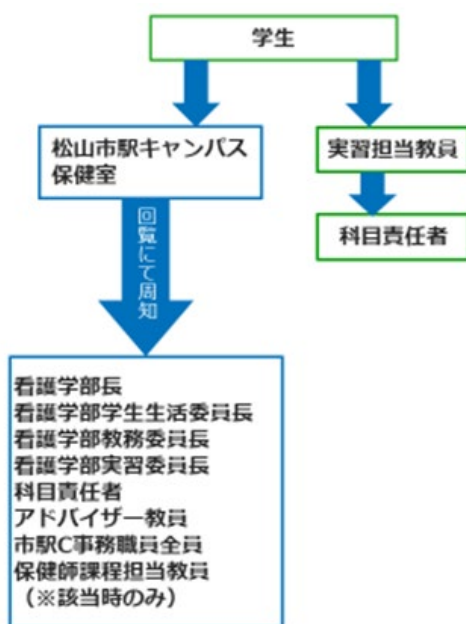 学生
松山市駅キャンパス
保健室
実習担当教員
科目責任者
回覧にて周知
看護学部長
看護学部学生生活委員長
看護学部教務委員長
看護学部実習委員長
科目責任者
アドバイザー教員
市駅C事務職員全員
保健師課程担当教員
（※該当時のみ）